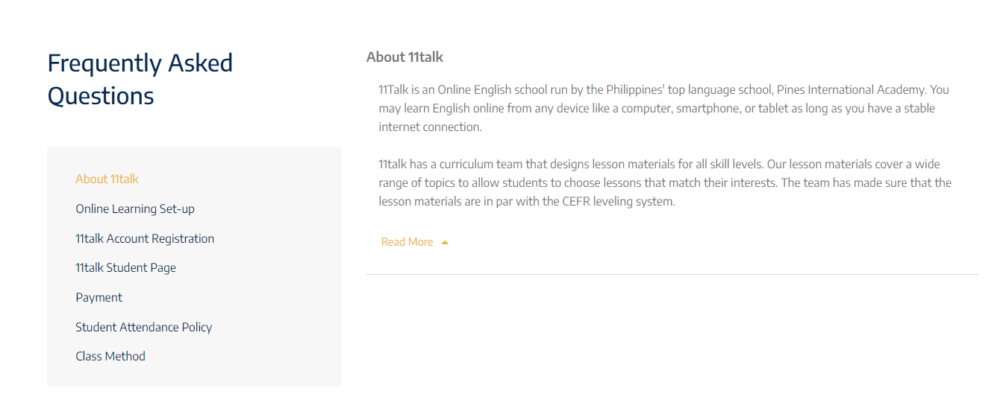 Frequently Asked
Questions
About 11talk
Online Learning Set-up
11talk Account Registration
11talk Student Page
Payment
Student Attendance Policy
Class Method
About 11talk
11Talk is an Online English school run by the Philippines' top language school, Pines International Academy. You
may learn English online from any device like a computer, smartphone, or tablet as long as you have a stable
internet connection.
11talk has a curriculum team that designs lesson materials for all skill levels. Our lesson materials cover a wide
range of topics to allow students to choose lessons that match their interests. The team has made sure that the
lesson materials are in par with the CEFR leveling system.
Read More